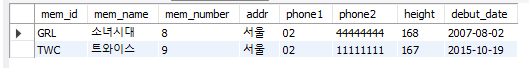 mem_id mem_name mem_number addr phone1 phone2 height debut_date
GRL 소녀시대 8 서울 02 44444444 168 2007-08-02
TWC 트와이스 9 서울 02 11111111 167 2015-10-19